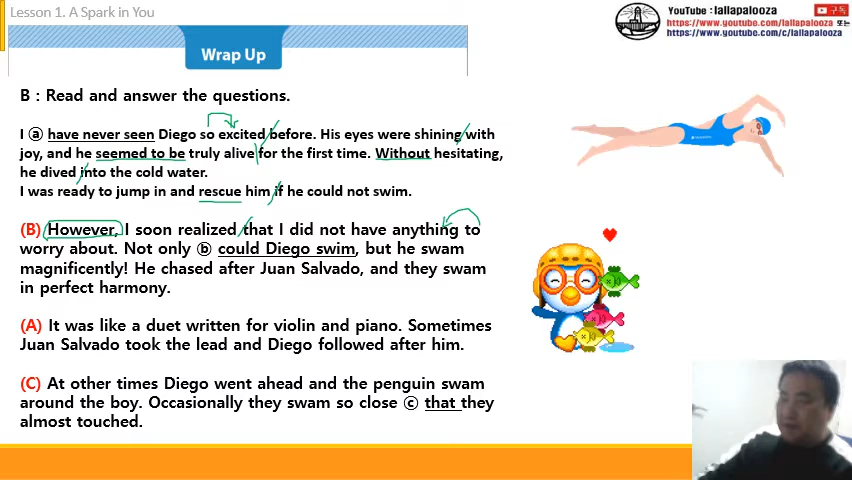 Lesson 1. A Spark in You
YouTube : lallapalooza
구독
https://www.youtube.com/lallapalooza 또는
https://www.youtube.com/c/lallapalooza
Wrap Up
B : Read and answer the questions.
I ⓐ have never seen Diego so excited before. His eyes were shining with
joy, and he seemed to be truly alive for the first time. Without hesitating,
he dived into the cold water.
I was ready to jump in and rescue him, if he could not swim.
(B) However, I soon realized that I did not have anything to
worry about. Not only ⓑ could Diego swim, but he swam
magnificently! He chased after Juan Salvado, and they swam
in perfect harmony.
(A) It was like a duet written for violin and piano. Sometimes
Juan Salvado took the lead and Diego followed after him.
(C) At other times Diego went ahead and the penguin swam
around the boy. Occasionally they swam so close ⓒ that they
almost touched.